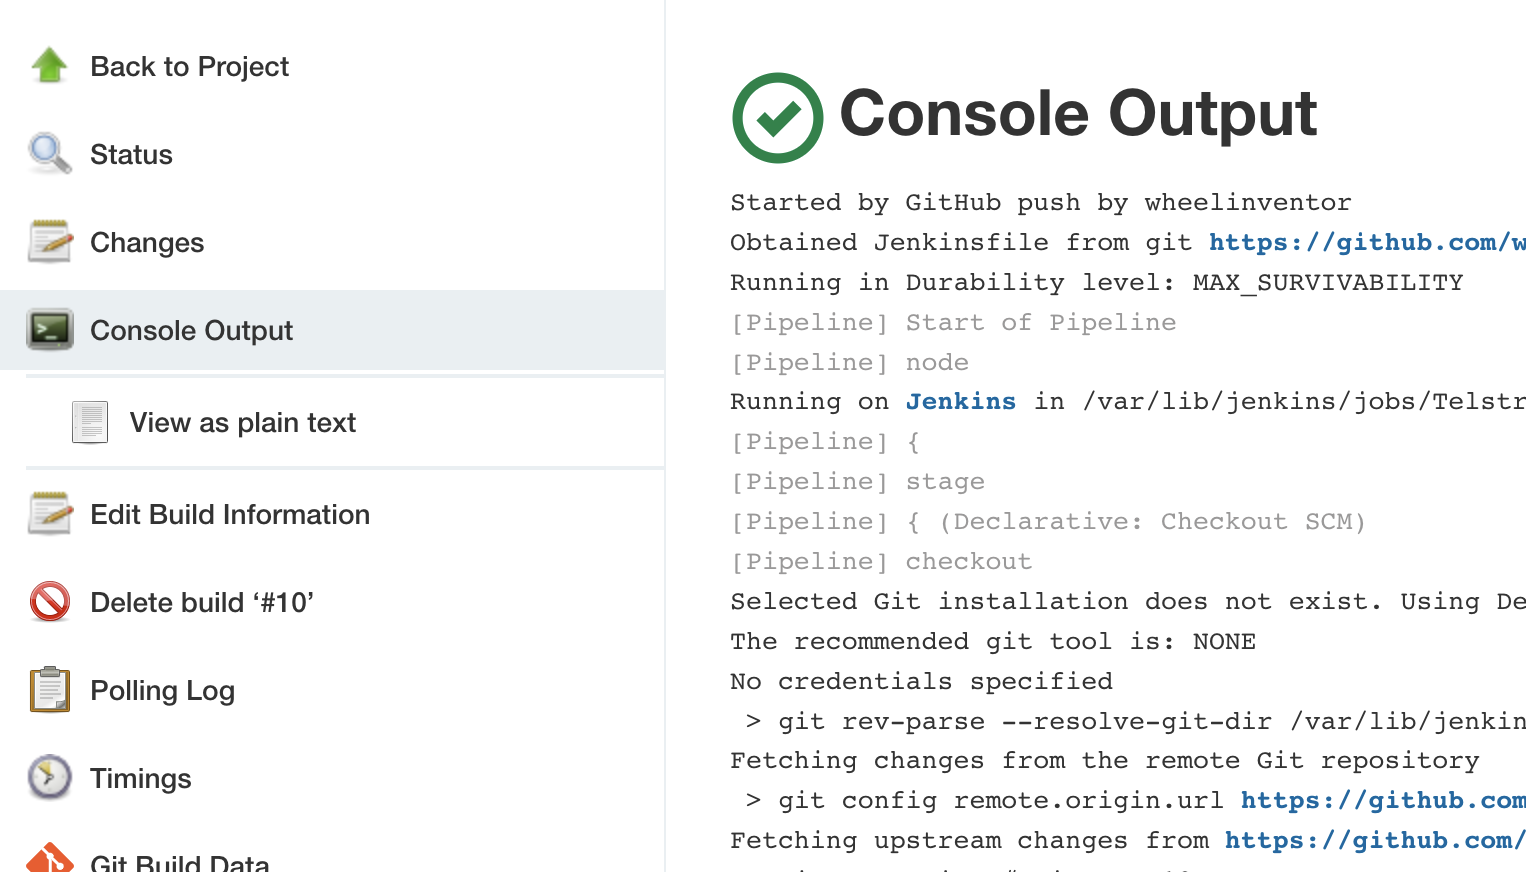 Back to Project
Status
Changes
Console Output
View as plain text
Edit Build Information
Delete build ‘#10’
Polling Log
Timings
Git Build Data
Console Output
Started by GitHub push by wheelinventor
Obtained Jenkinsfile from git https://github.com/w
Running in Durability level: MAX_SURVIVABILITY
[Pipeline] Start of Pipeline
[Pipeline] node
Running on Jenkins in /var/lib/jenkins/jobs/Telstr
[Pipeline] {
[Pipeline] stage
[Pipeline] { (Declarative: Checkout SCM)
[Pipeline] checkout
Selected Git installation does not exist. Using De
The recommended git tool is: NONE
No credentials specified
 > git rev-parse --resolve-git-dir /var/lib/jenkin
Fetching changes from the remote Git repository
 > git config remote.origin.url https://github.com
Fetching upstream changes from https://github.com/